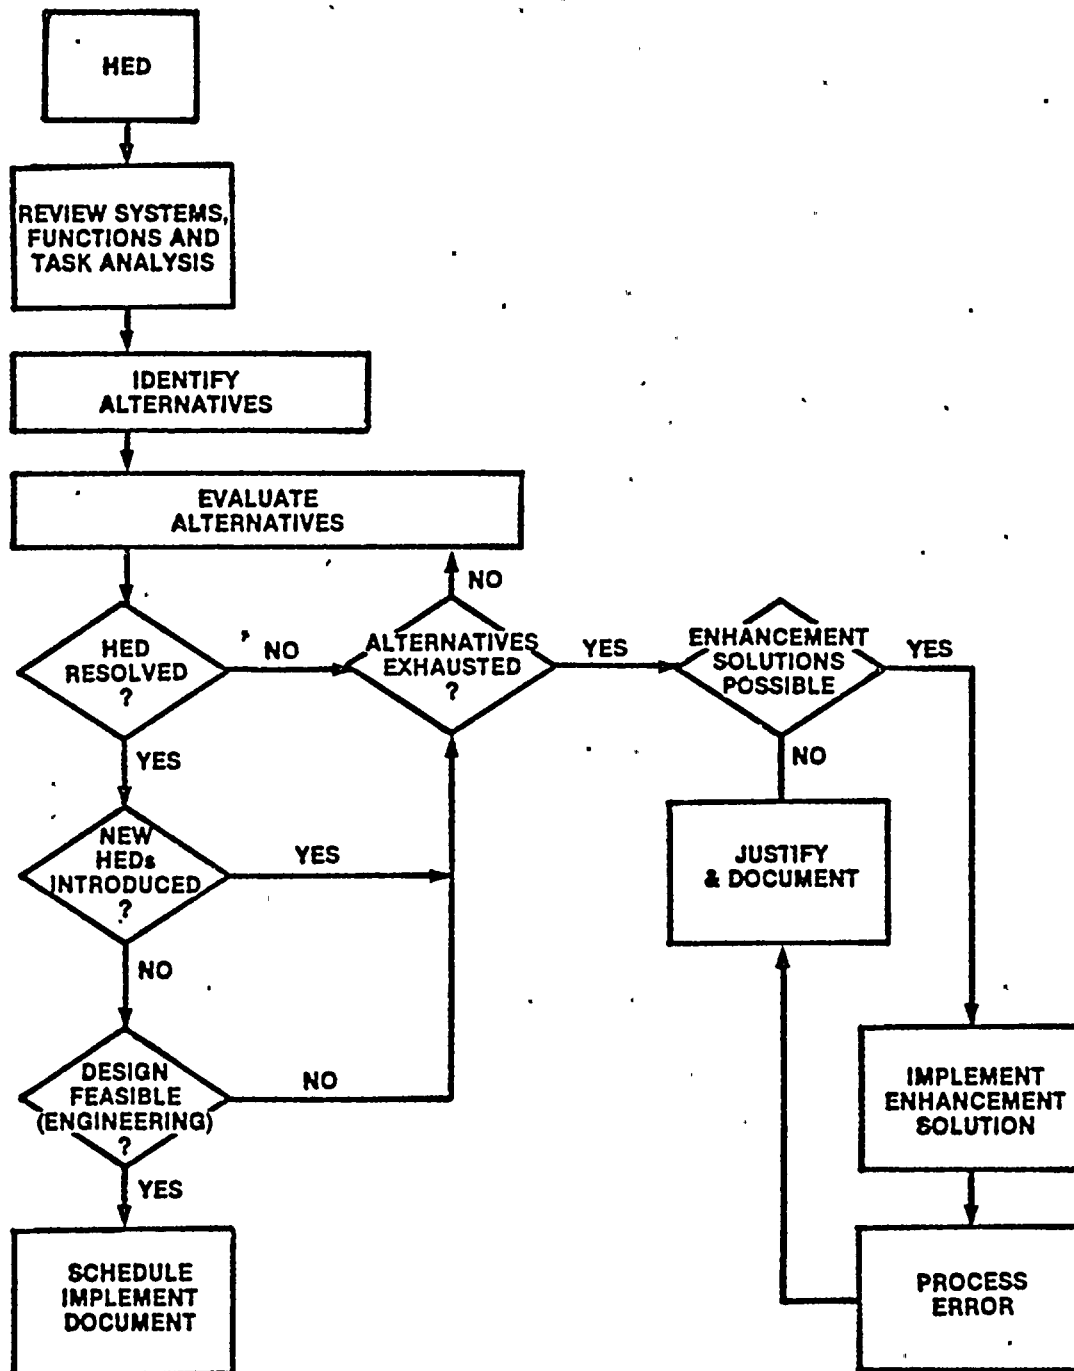 HED
REVIEW SYSTEMS,
FUNCTIONS AND
TASK ANALYSIS
IDENTIFY
ALTERNATIVES
EVALUATE
ALTERNATIVES
NO
HED
RESOLVED
?
NO
ALTERNATIVES
EXHAUSTED
?
YES
ENHANCEMENT
SOLUTIONS
POSSIBLE
YES
YES
NO
NEW
HEDs
INTRODUCED
?
YES
JUSTIFY
& DOCUMENT
NO
DESIGN
FEASIBLE
(ENGINEERING)
?
NO
IMPLEMENT
ENHANCEMENT
SOLUTION
YES
SCHEDULE
IMPLEMENT
DOCUMENT
PROCESS
ERROR